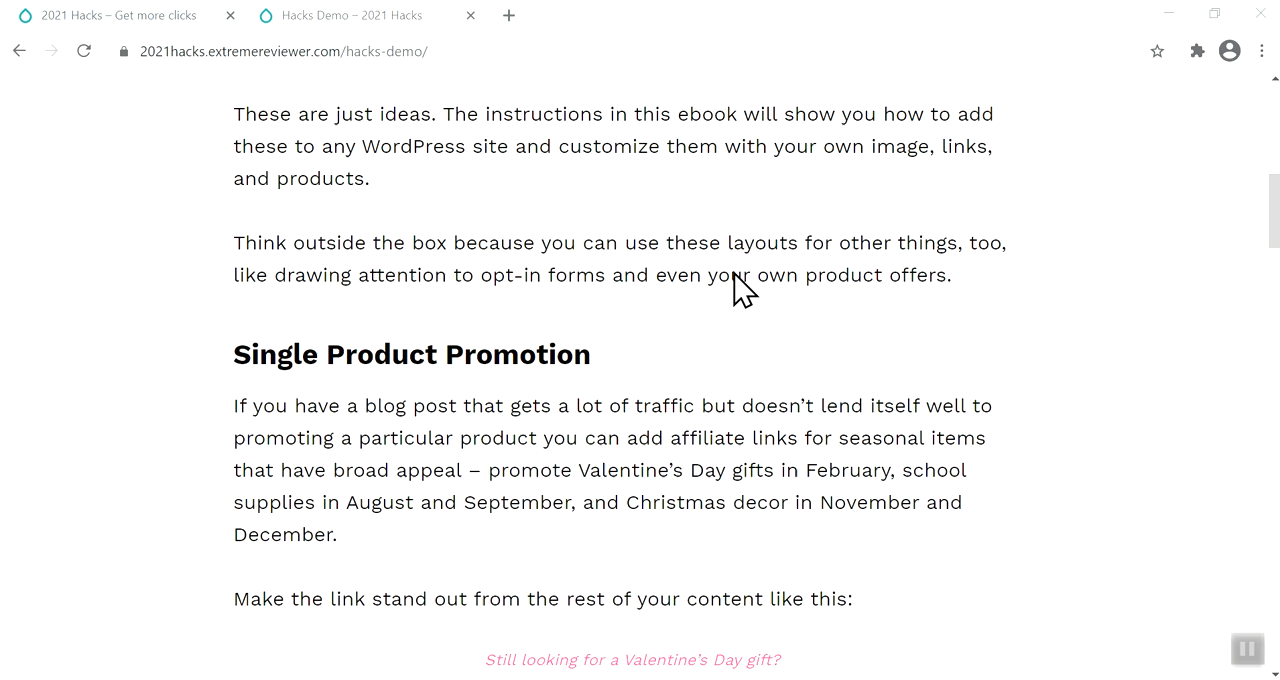 2021 Hacks – Get more clicks
Hacks Demo – 2021 Hacks
2021hacks.extremereviewer.com/hacks-demo/
These are just ideas. The instructions in this ebook will show you how to add
these to any WordPress site and customize them with your own image, links,
and products.
Think outside the box because you can use these layouts for other things, too,
like drawing attention to opt-in forms and even your own product offers.
Single Product Promotion
If you have a blog post that gets a lot of traffic but doesn’t lend itself well to
promoting a particular product you can add affiliate links for seasonal items
that have broad appeal – promote Valentine’s Day gifts in February, school
supplies in August and September, and Christmas decor in November and
December.
Make the link stand out from the rest of your content like this:
Still looking for a Valentine’s Day gift?